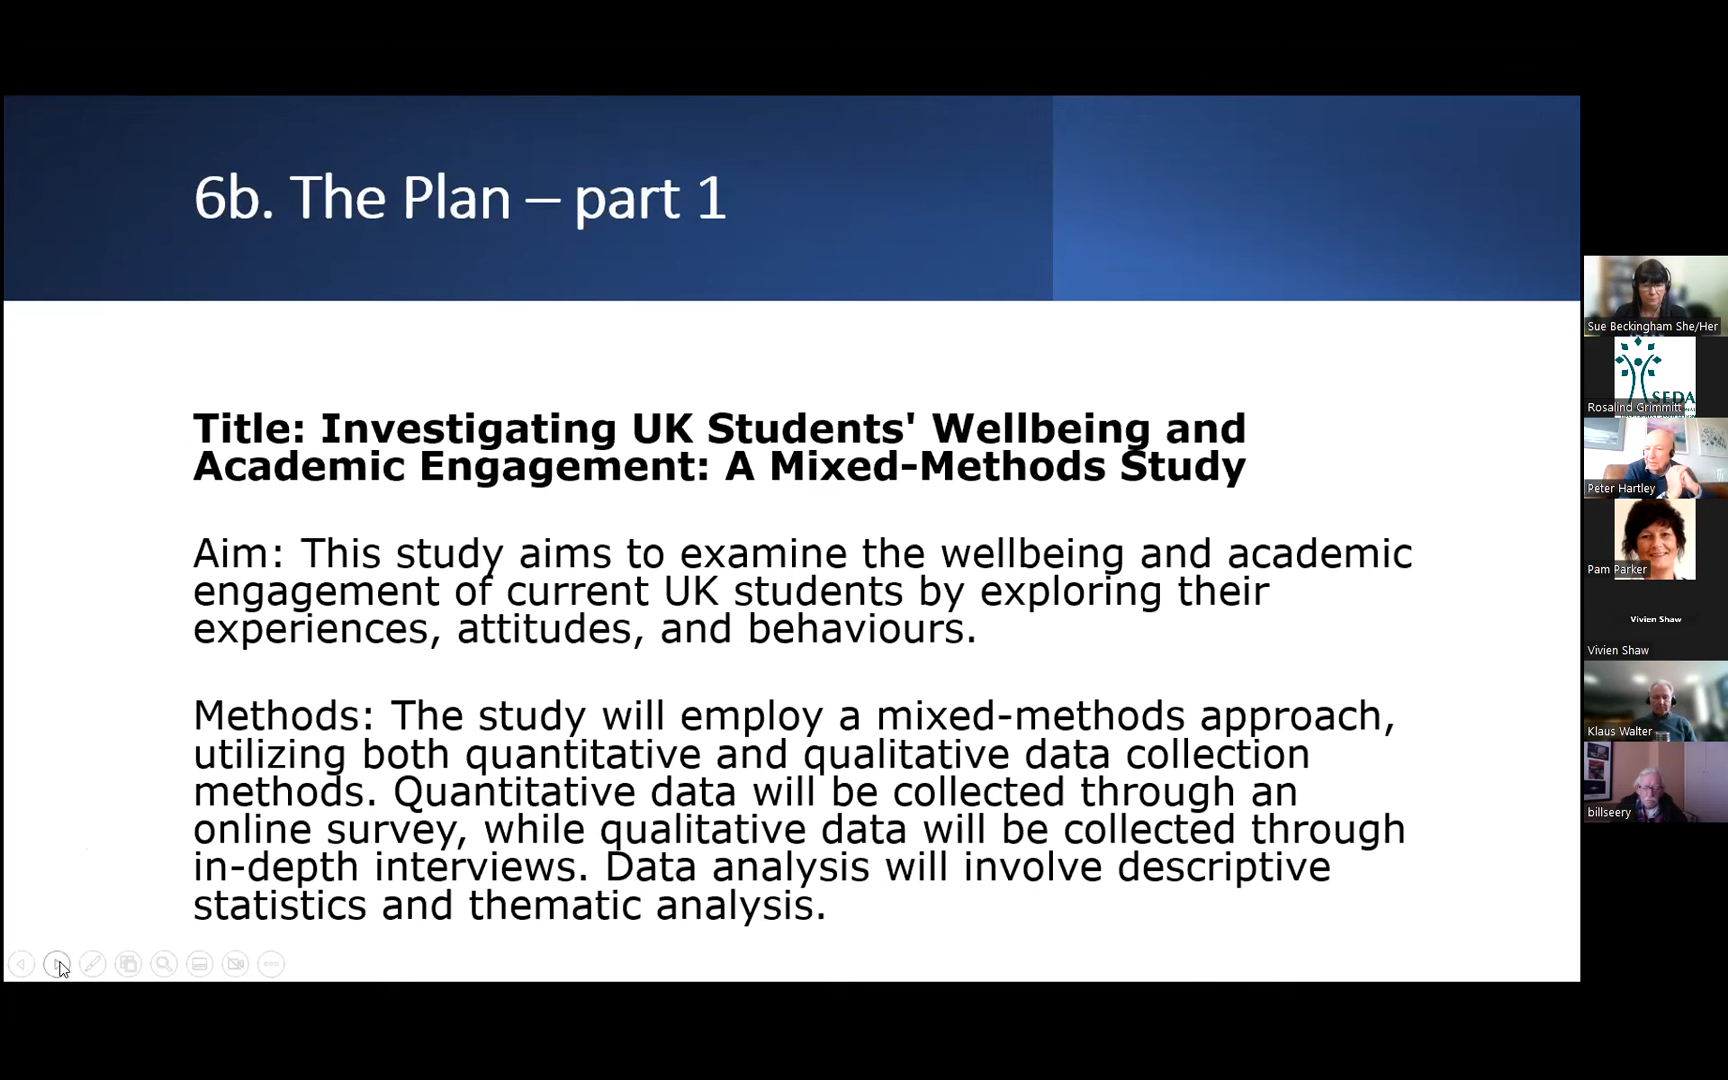 6b. The Plan – part 1
Title: Investigating UK Students' Wellbeing and
Academic Engagement: A Mixed-Methods Study
Aim: This study aims to examine the wellbeing and academic
engagement of current UK students by exploring their
experiences, attitudes, and behaviours.
Methods: The study will employ a mixed-methods approach,
utilizing both quantitative and qualitative data collection
methods. Quantitative data will be collected through an
online survey, while qualitative data will be collected through
in-depth interviews. Data analysis will involve descriptive
statistics and thematic analysis.
Sue Beckingham She/Her
SEDA
Rosalind Grimmitt
Peter Hartley
Pam Parker
Vivien Shaw
Vivien Shaw
Klaus Walter
billseery